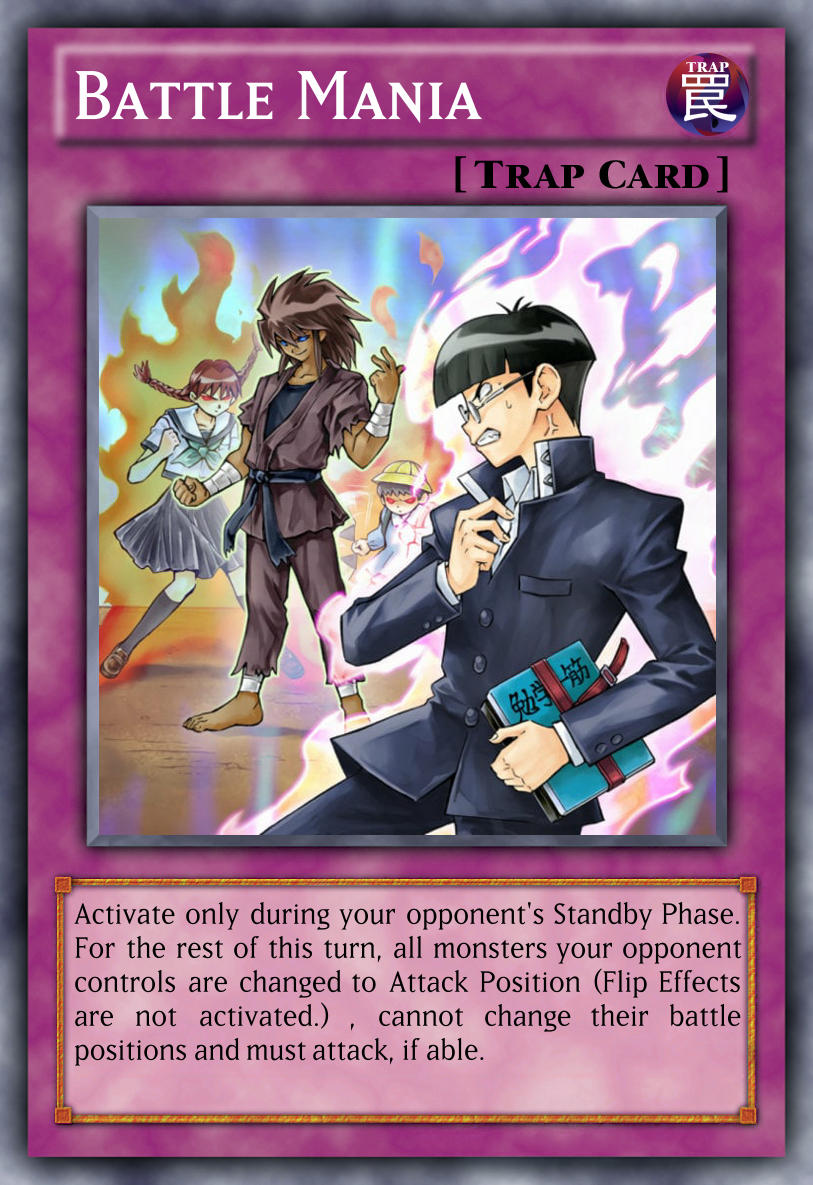 Battle Mania
TRAP
罠
[Trap Card]
勉学
筋
Activate only during your opponent's Standby Phase.
For the rest of this turn, all monsters your opponent
controls are changed to Attack Position (Flip Effects
are not activated.) , cannot change their battle
positions and must attack, if able.